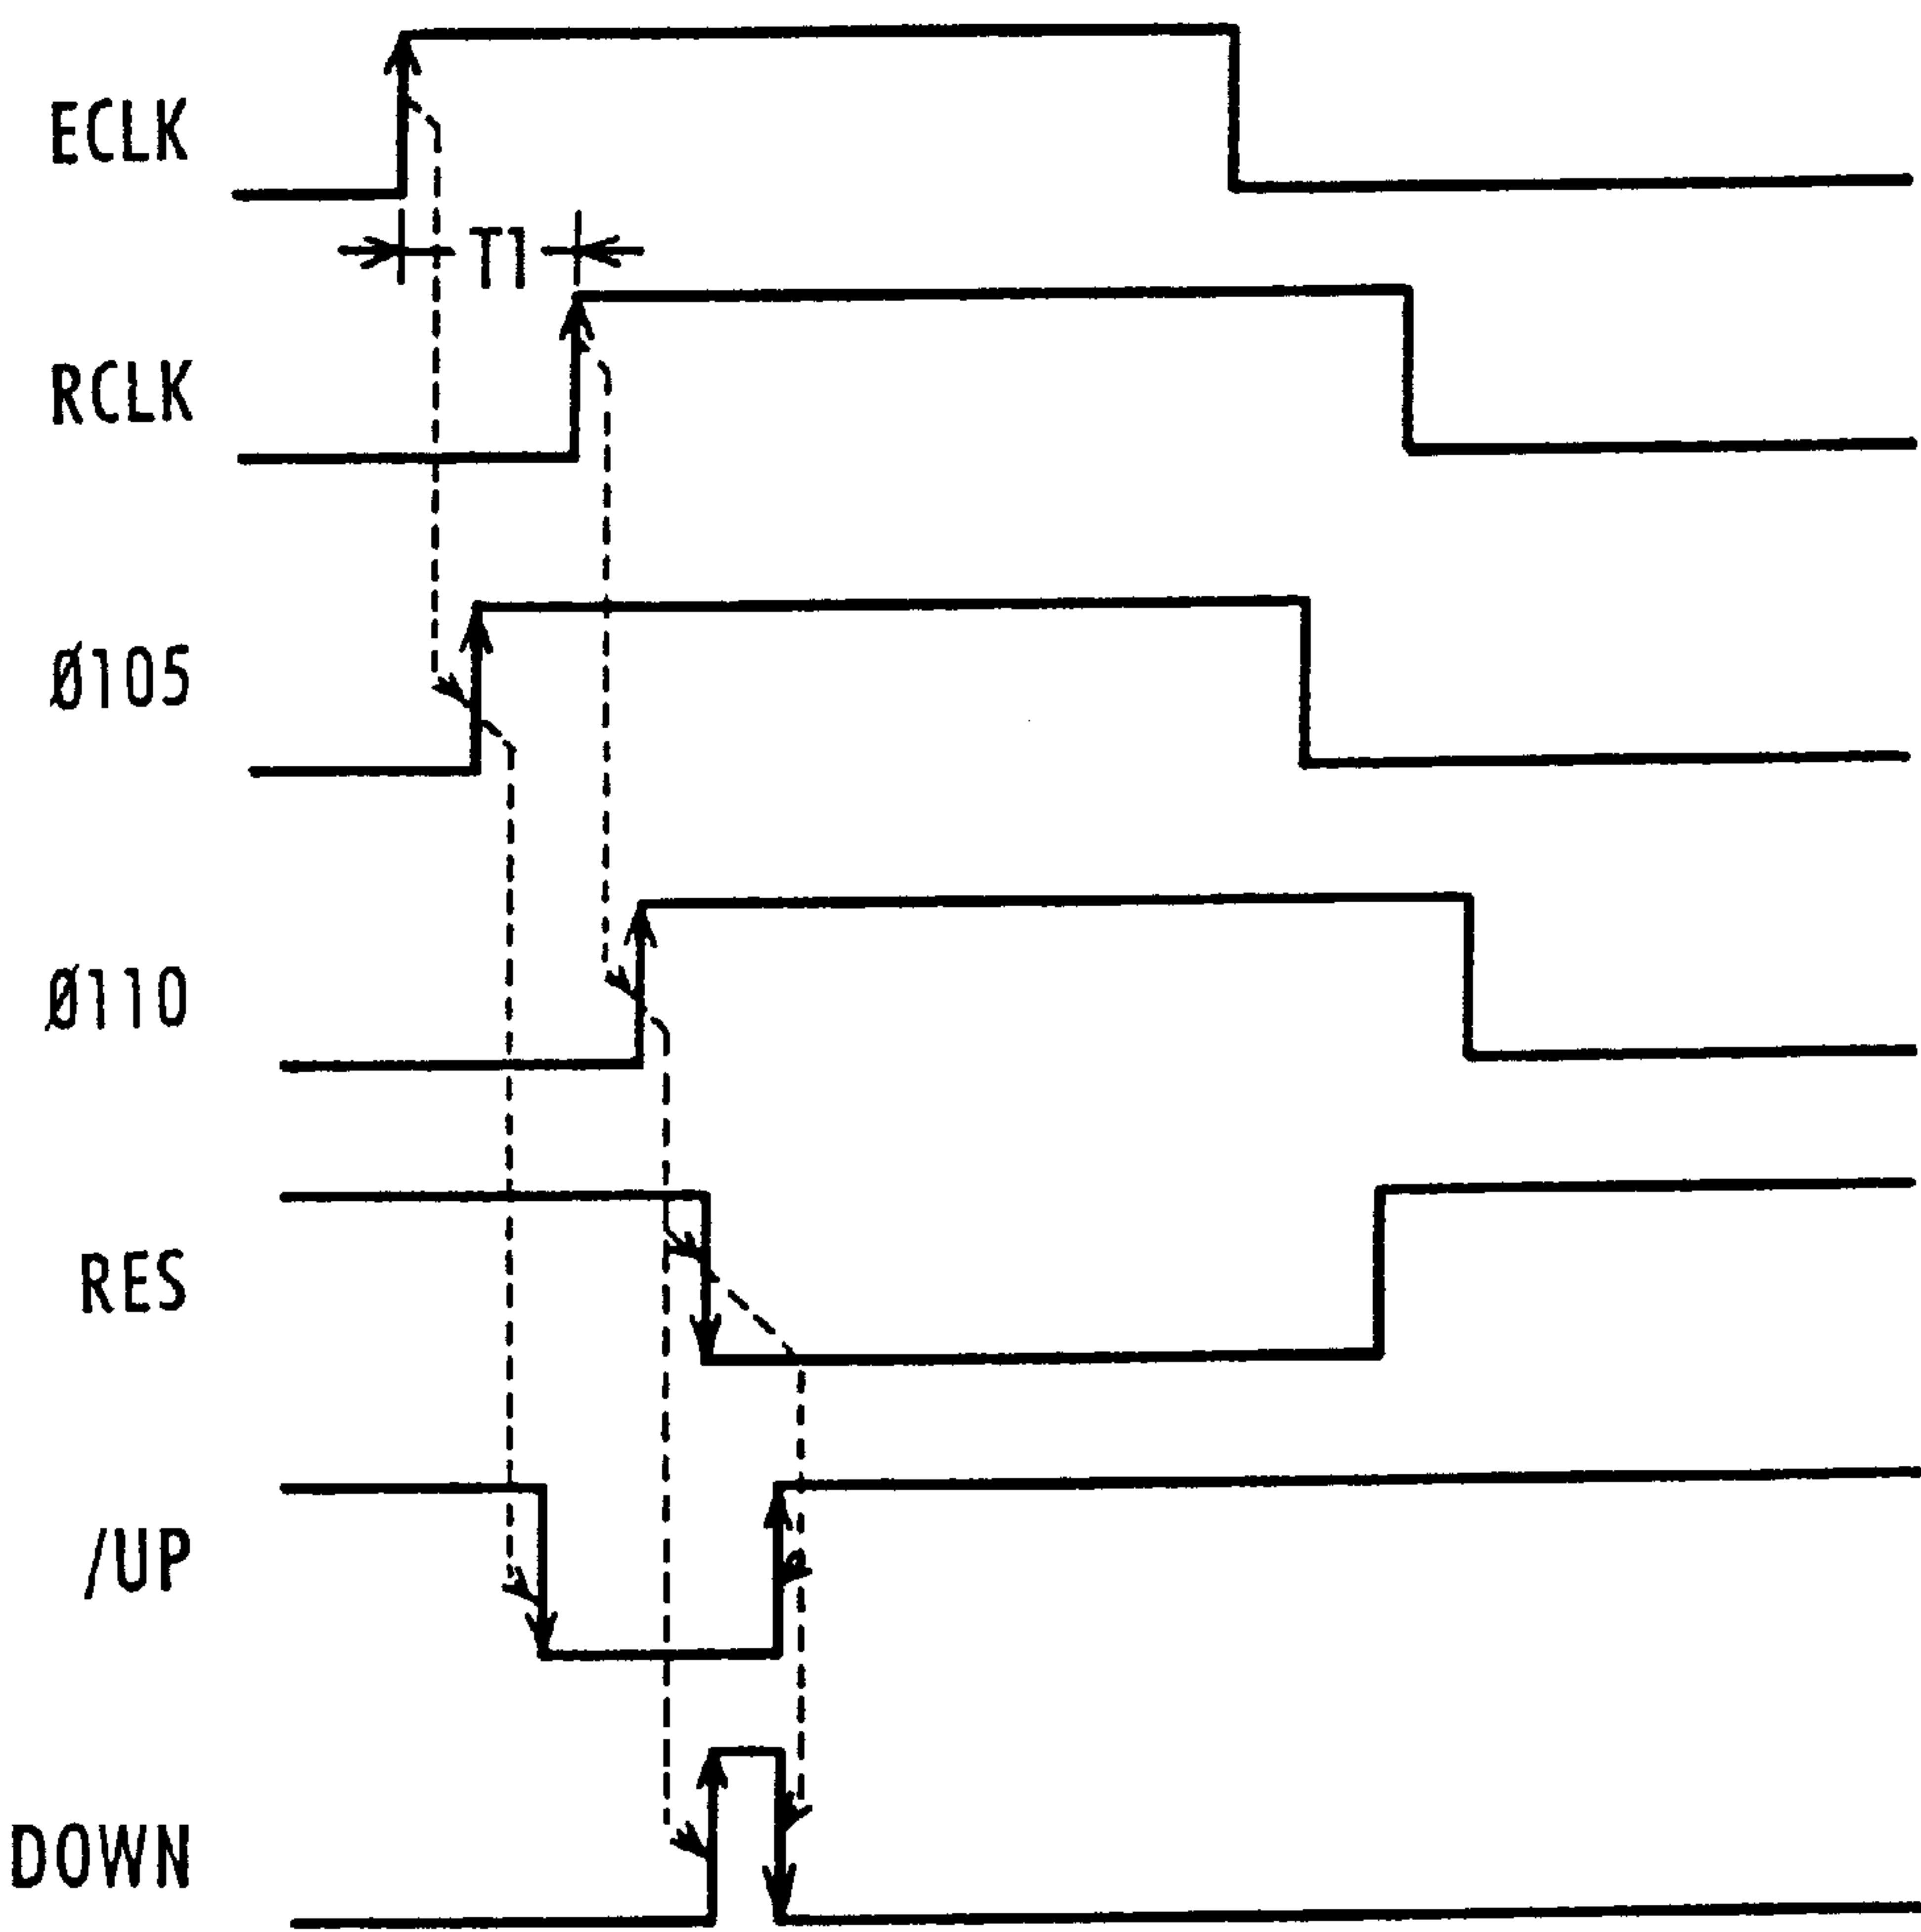 ECLK
T1
RCLK
Ø105
Ø110
RES
/UP
DOWN